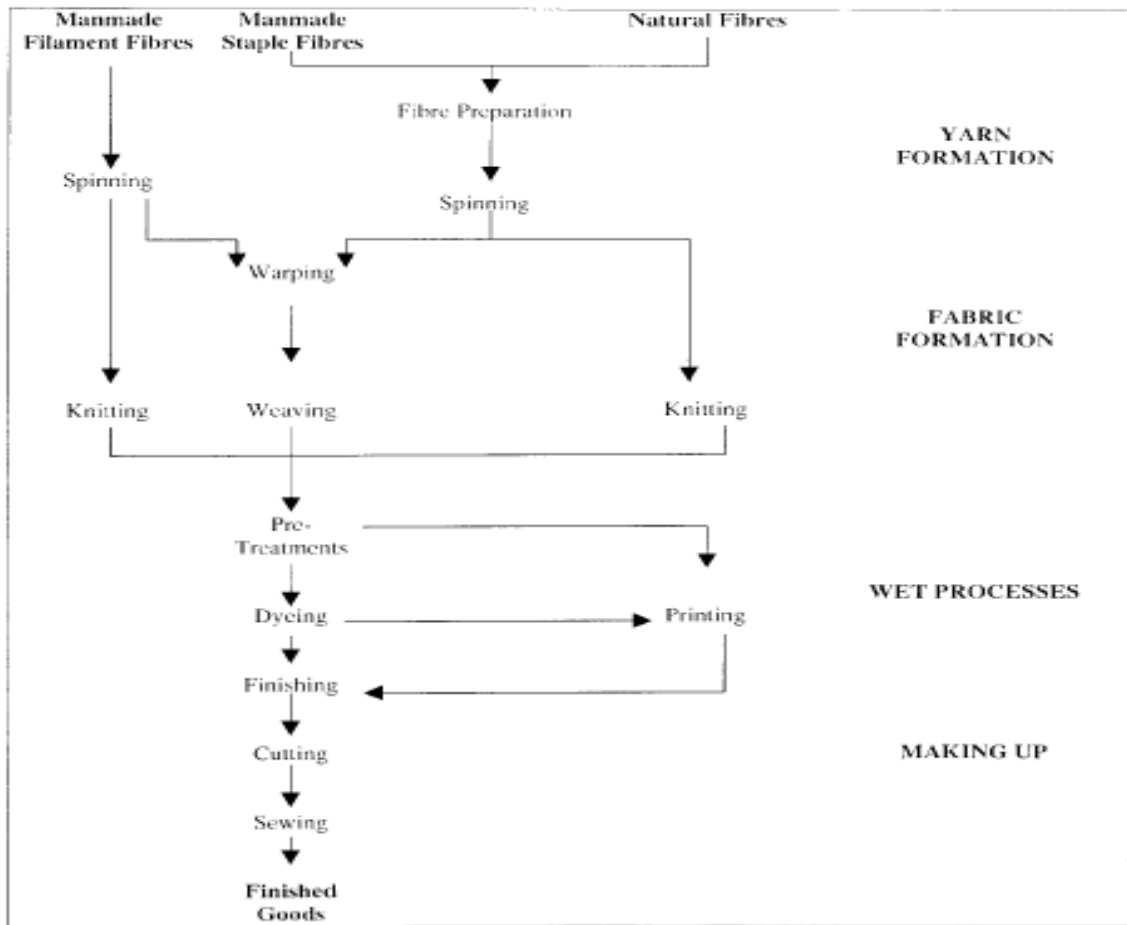 Manmade
Filament Fibres
Manmade
Staple Fibres
Natural Fibres
Fibre Preparation
YARN
FORMATION
Spinning
Spinning
Warping
FABRIC
FORMATION
Knitting
Weaving
Knitting
Pre-
Treatments
WET PROCESSES
Dyeing
Printing
Finishing
Cutting
MAKING UP
Sewing
Finished
Goods